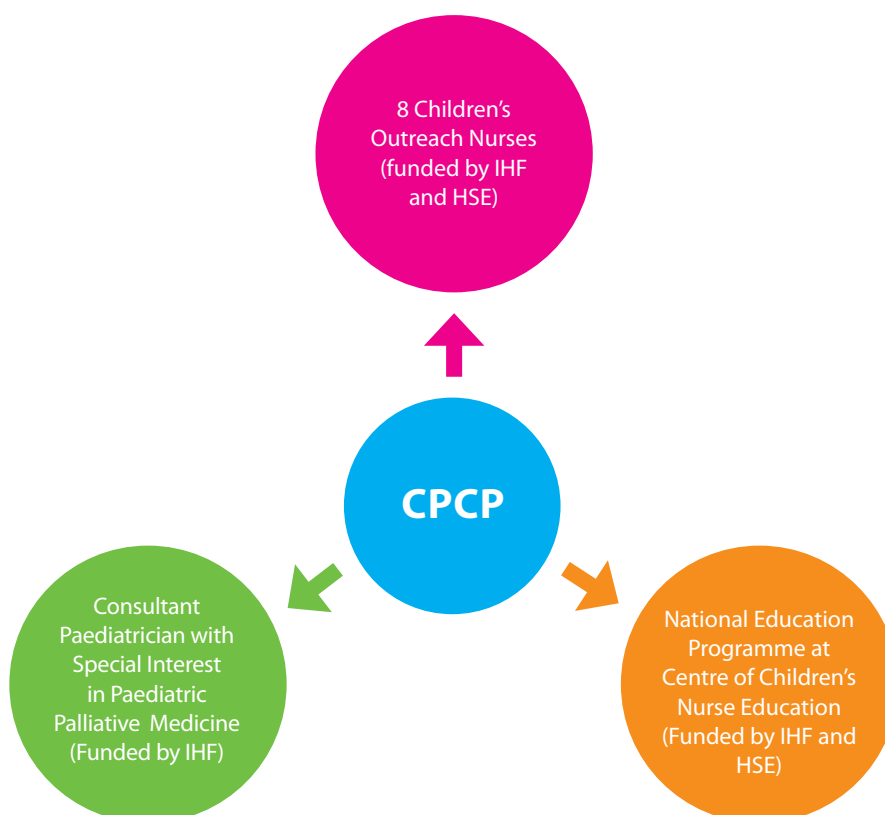 8 Children's
Outreach Nurses
(funded by IHF
and HSE)
CPCP
Consultant
Paediatrician with
Special Interest
in Paediatric
Palliative Medicine
(Funded by IHF)
National Education
Programme at
Centre of Children's
Nurse Education
(Funded by IHF and
HSE)